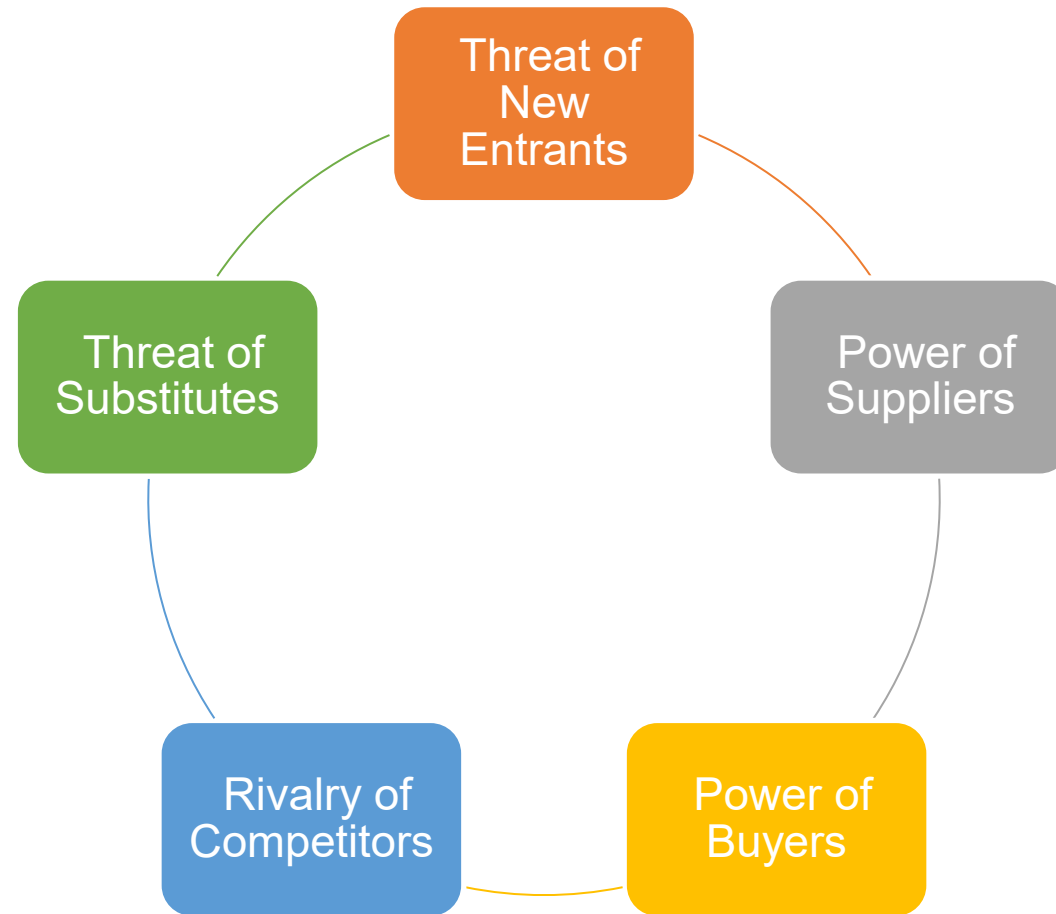 Threat of
New
Entrants
Threat of
Substitutes
Power of
Suppliers
Rivalry of
Competitors
Power of
Buyers